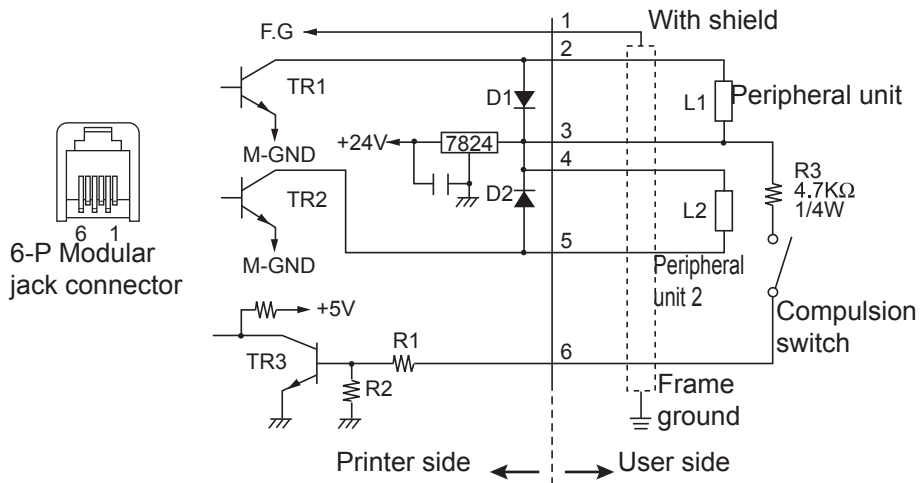 1
With shield
F.G
2
TR1
D1
L1
Peripheral unit
M-GND
+24V
7824
3
4
R3
4.7KΩ
1/4W
TR2
D2
L2
6 1
6-P Modular
jack connector
M-GND
5
Peripheral
unit 2
+5V
Compulsion
switch
TR3
R1
6
R2
Frame
ground
Printer side
User side